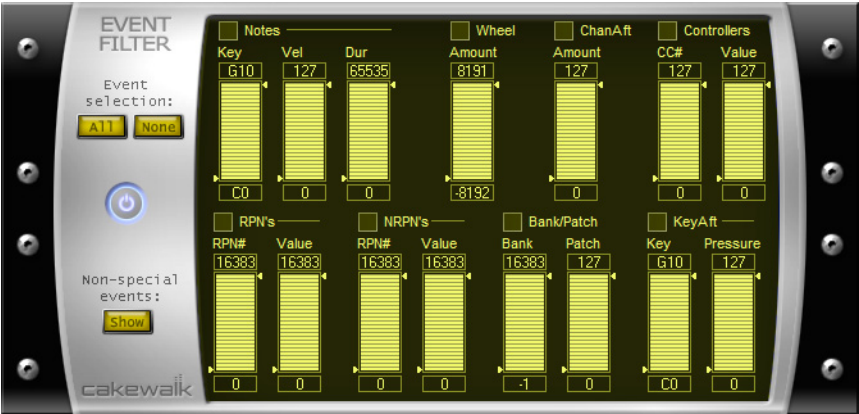 EVENT
FILTER
Event
selection:
All None
Non-special
events:
Show
cakewalk
Notes Wheel ChanAft Controllers
Key Vel Dur Amount Amount CC# Value
G10 127 65535 8191 127 127 127
C0 0 0 -8192 0 0 0
RPN's NRPN's Bank/Patch KeyAft
RPN# Value RPN# Value Bank Patch Key Pressure
16383 16383 16383 16383 16383 127 G10 127
0 0 0 0 -1 0 C0 0